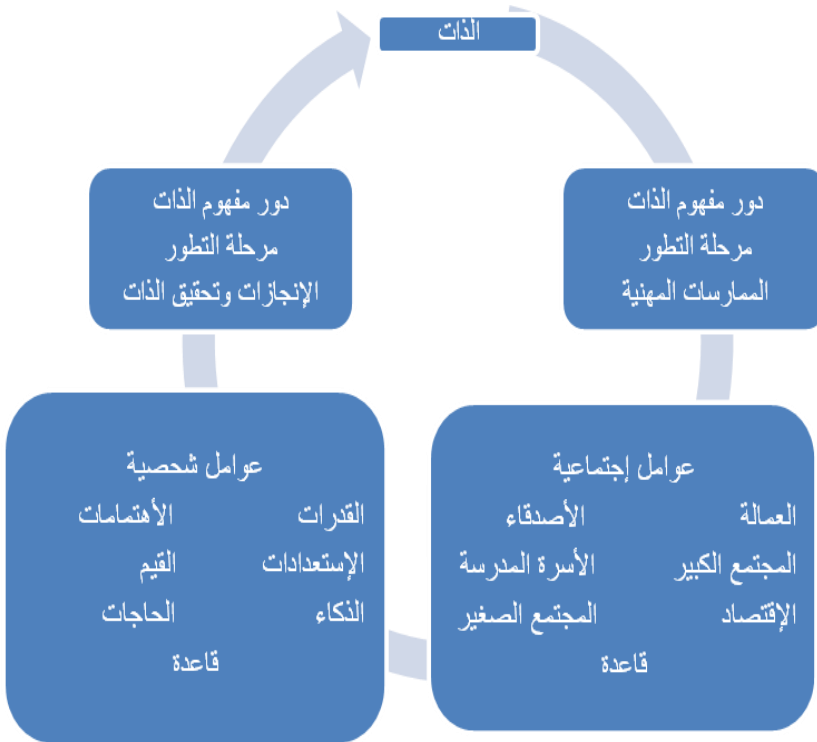 الذات
دور مفهوم الذات
مرحلة التطور
الممارسات المهنية
دور مفهوم الذات
مرحلة التطور
الإنجازات وتحقيق الذات
عوامل إجتماعية
العمالة الأصدقاء
المجتمع الكبير الأسرة المدرسة
الإقتصاد المجتمع الصغير
قاعدة
عوامل شحصية
القدرات الأهتمامات
الإستعدادات القيم
الذكاء الحاجات
قاعدة